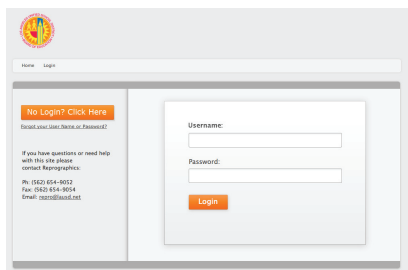 Home Login
No Login? Click Here
Forgot your User Name or Password?
If you have questions or need help
with this site please
contact Reprographics:
Ph: (562) 654-9052
Fax: (562) 654-9054
Email: repro@lausd.net
Username:
Password:
Login